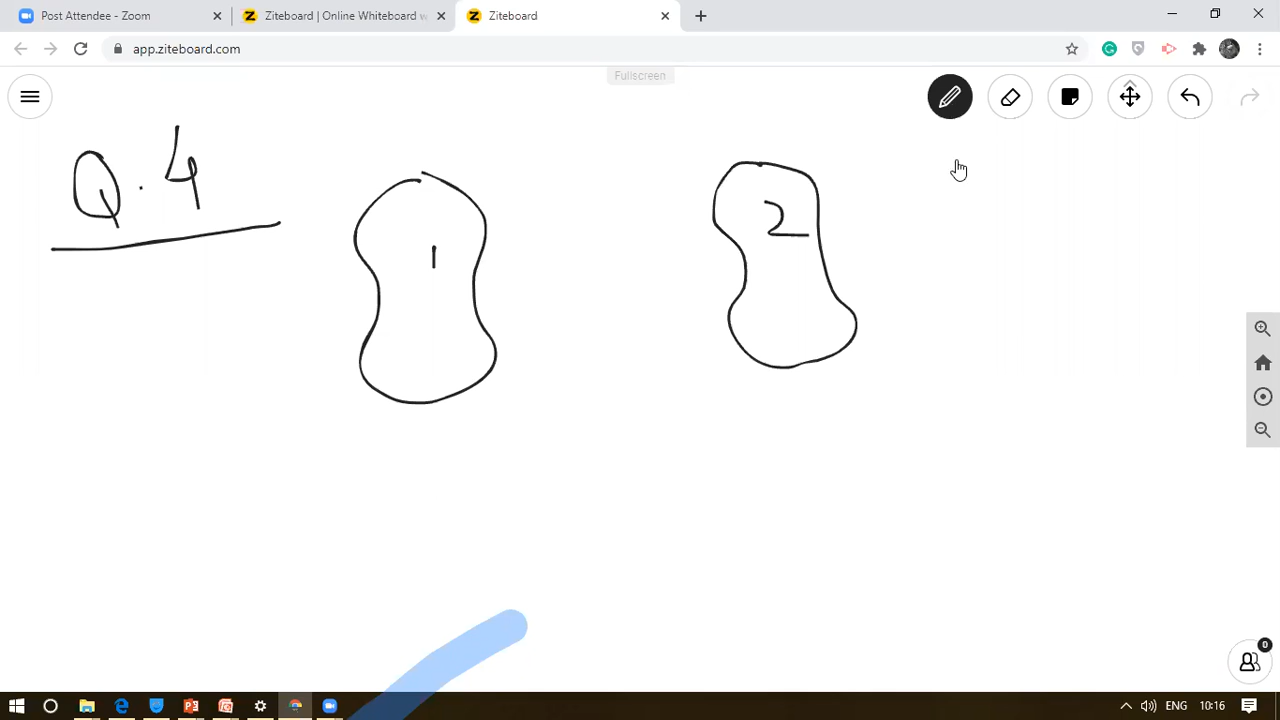 Post Attendee - Zoom
Ziteboard | Online Whiteboard w
Ziteboard
app.ziteboard.com
Fullscreen
Q.4
1
2
0
ENG
10:16